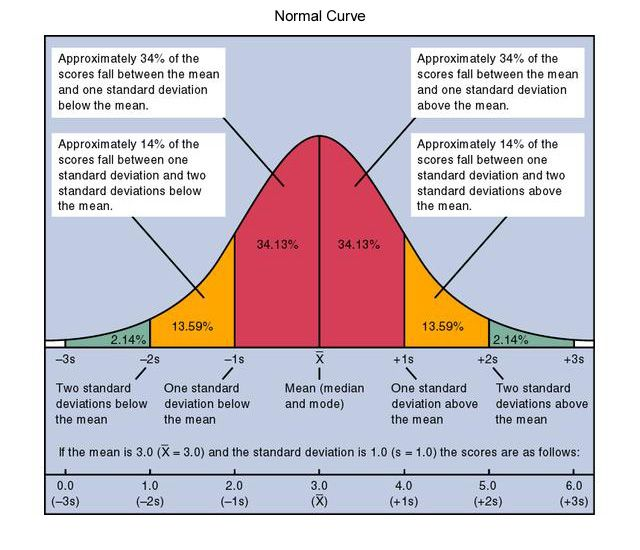 Normal Curve
Approximately 34% of the
scores fall between the mean
and one standard deviation
below the mean.
Approximately 34% of the
scores fall between the mean
and one standard deviation
above the mean.
Approximately 14% of the
scores fall between one
standard deviation and two
standard deviations below
the mean.
Approximately 14% of the
scores fall between one
standard deviation and two
standard deviations above
the mean.
34.13% 34.13%
13.59% 13.59%
2.14% 2.14%
–3s –2s –1s X̅ +1s +2s +3s
Two standard
deviations below
the mean
One standard
deviation below
the mean
Mean (median
and mode)
One standard
deviation above
the mean
Two standard
deviations above
the mean
If the mean is 3.0 (X̅ = 3.0) and the standard deviation is 1.0 (s = 1.0) the scores are as follows:
0.0 1.0 2.0 3.0 4.0 5.0 6.0
(–3s) (–2s) (–1s) (X̅) (+1s) (+2s) (+3s)